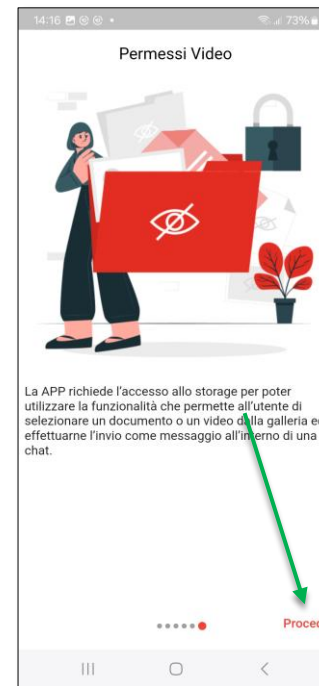 14:16
73%
Permessi Video
La APP richiede l'accesso allo storage per poter
utilizzare la funzionalità che permette all'utente di
selezionare un documento o un video dalla galleria e
effettuarne l'invio come messaggio all'interno di una
chat.
Proced